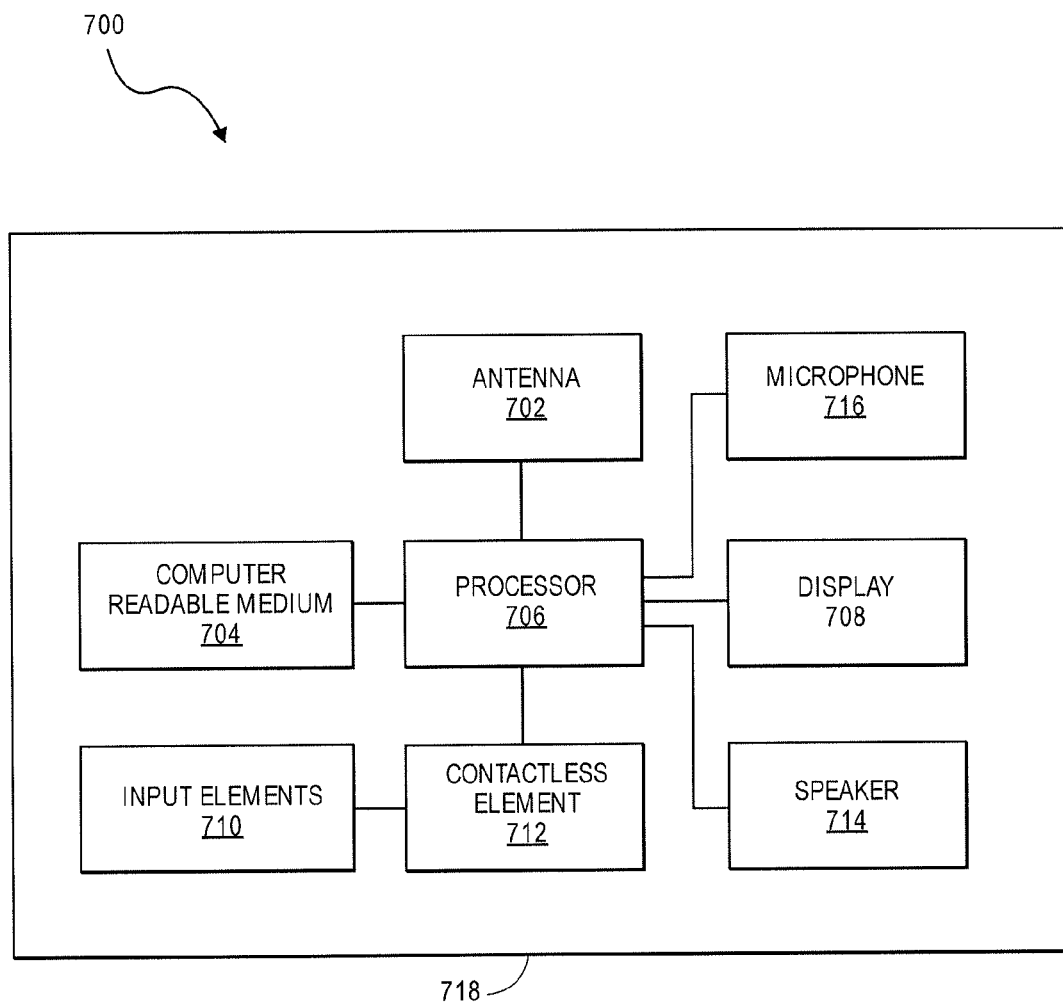 700
ANTENNA
702
MICROPHONE
716
COMPUTER
READABLE MEDIUM
704
PROCESSOR
706
DISPLAY
708
INPUT ELEMENTS
710
CONTACTLESS
ELEMENT
712
SPEAKER
714
718